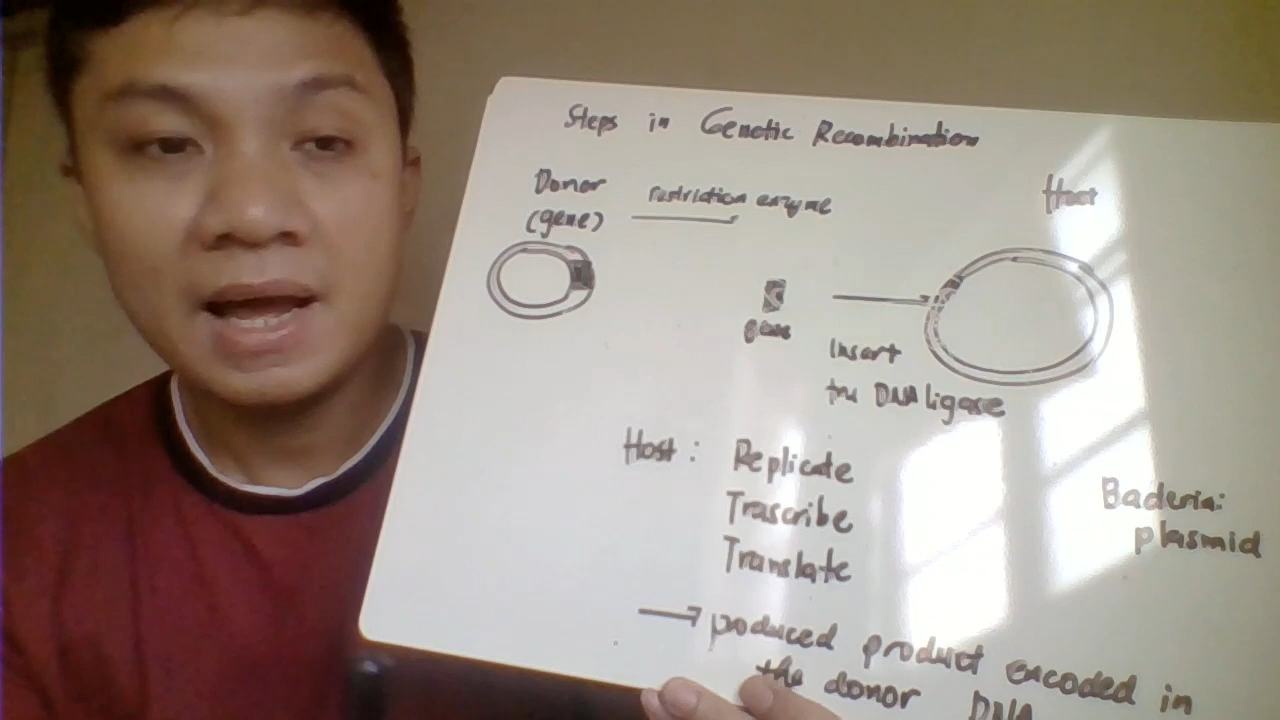 Steps in Genetic Recombination
Donor
(gene)
restriction enzyme
Host
gene
Insert
thru DNA ligase
Host: Replicate
Trascribe
Translate
Bacteria:
plasmid
→ produced product encoded in
the donor DNA